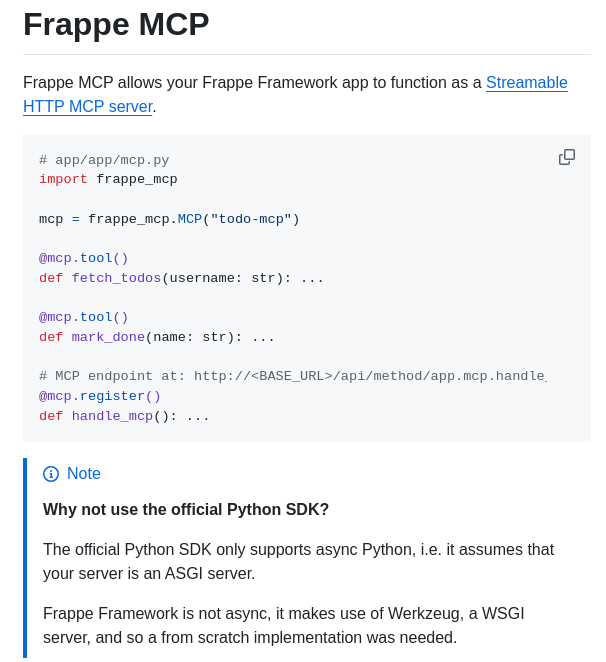 Frappe MCP
Frappe MCP allows your Frappe Framework app to function as a Streamable
HTTP MCP server.
# app/app/mcp.py
import frappe_mcp
mcp = frappe_mcp.MCP("todo-mcp")
@mcp.tool()
def fetch_todos(username: str): ...
@mcp.tool()
def mark_done(name: str): ...
# MCP endpoint at: http://<BASE_URL>/api/method/app.mcp.handle_
@mcp.register()
def handle_mcp(): ...
Note
Why not use the official Python SDK?
The official Python SDK only supports async Python, i.e. it assumes that
your server is an ASGI server.
Frappe Framework is not async, it makes use of Werkzeug, a WSGI
server, and so a from scratch implementation was needed.